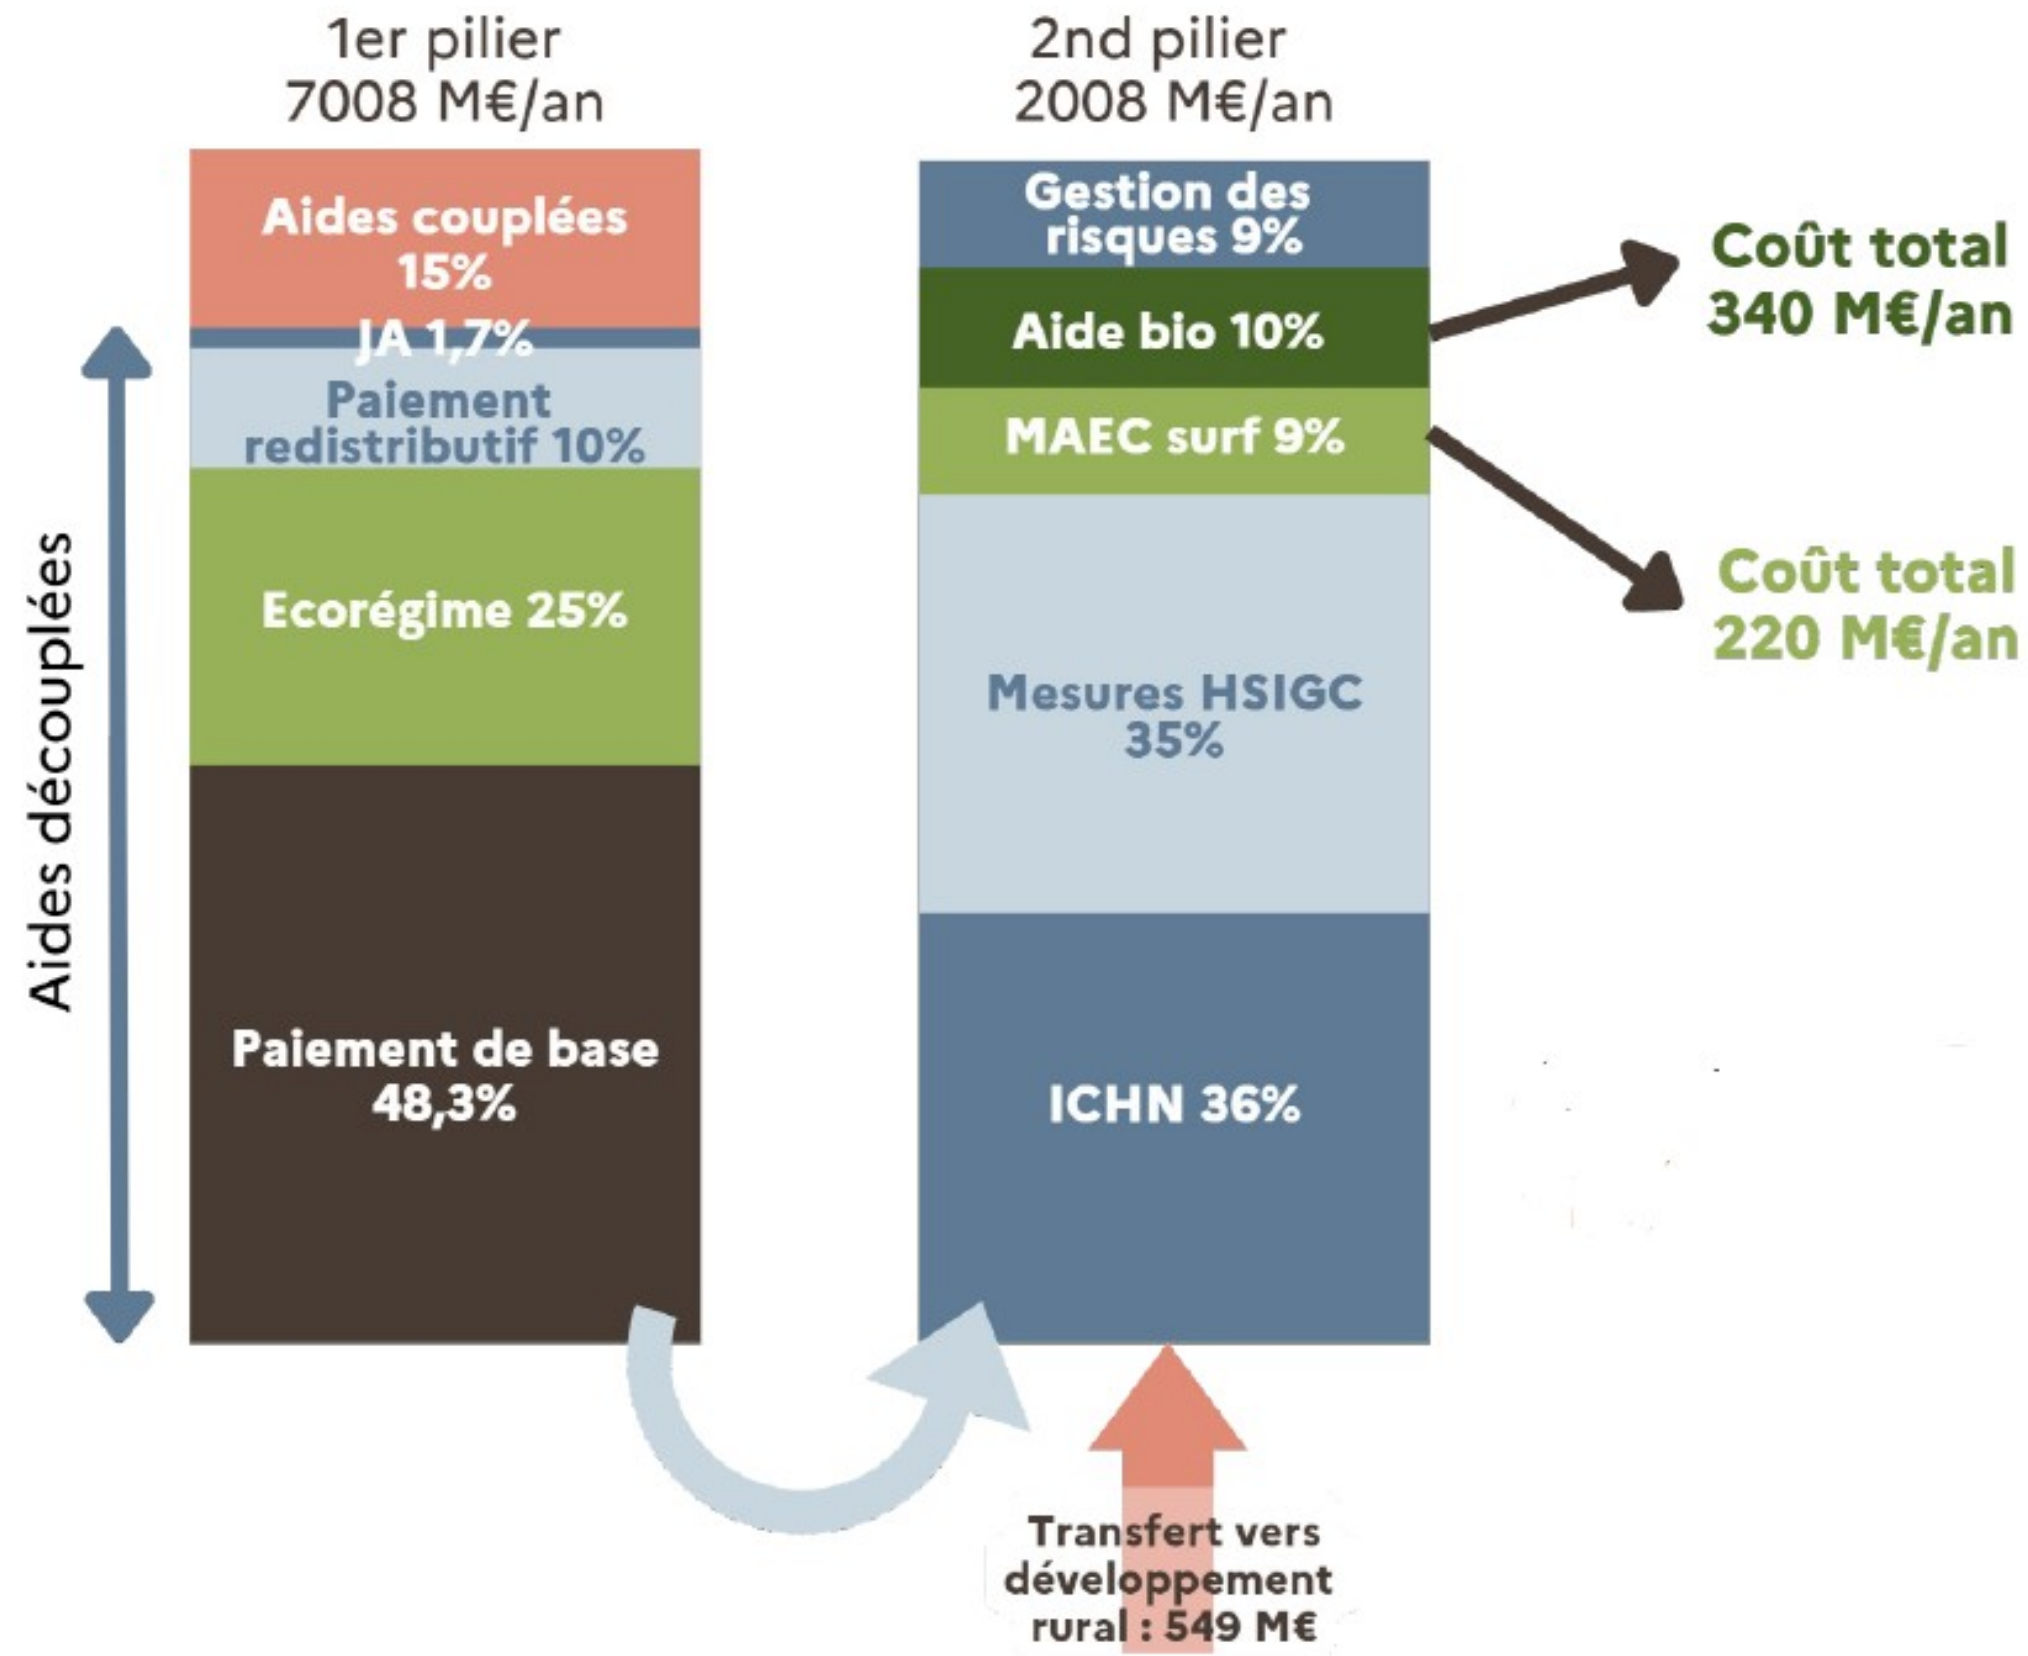 1er pilier
7008 M€/an
Aides couplées
15%
JA 1,7%
Paiement
redistributif 10%
Ecorégime 25%
Paiement de base
48,3%
Aides découplées
2nd pilier
2008 M€/an
Gestion des
risques 9%
Aide bio 10%
MAEC surf 9%
Mesures HSIGC
35%
ICHN 36%
Coût total
340 M€/an
Coût total
220 M€/an
Transfert vers
développement
rural : 549 M€